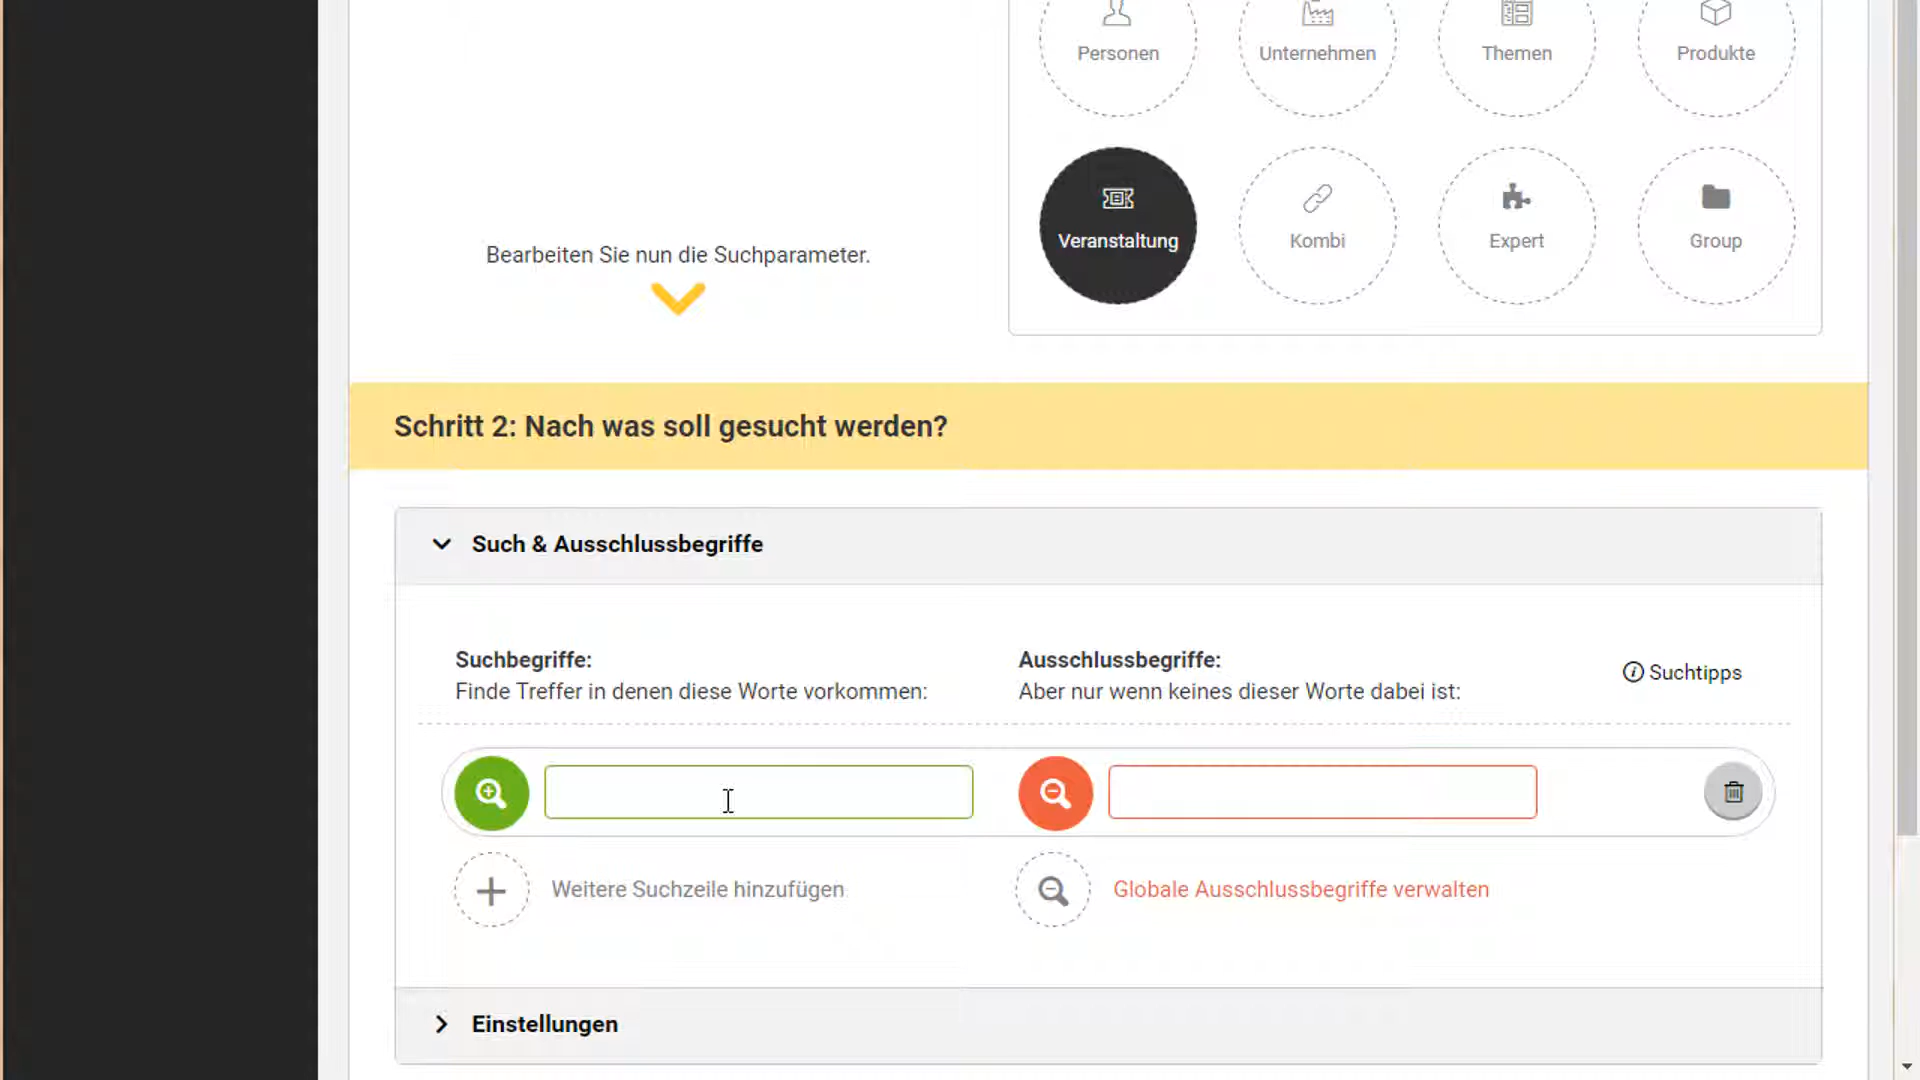 Personen
Unternehmen
Themen
Produkte
Veranstaltung
Kombi
Expert
Group
Bearbeiten Sie nun die Suchparameter.
Schritt 2: Nach was soll gesucht werden?
Such & Ausschlussbegriffe
Suchbegriffe:
Finde Treffer in denen diese Worte vorkommen:
Ausschlussbegriffe:
Aber nur wenn keines dieser Worte dabei ist:
Suchtipps
Weitere Suchzeile hinzufügen
Globale Ausschlussbegriffe verwalten
Einstellungen